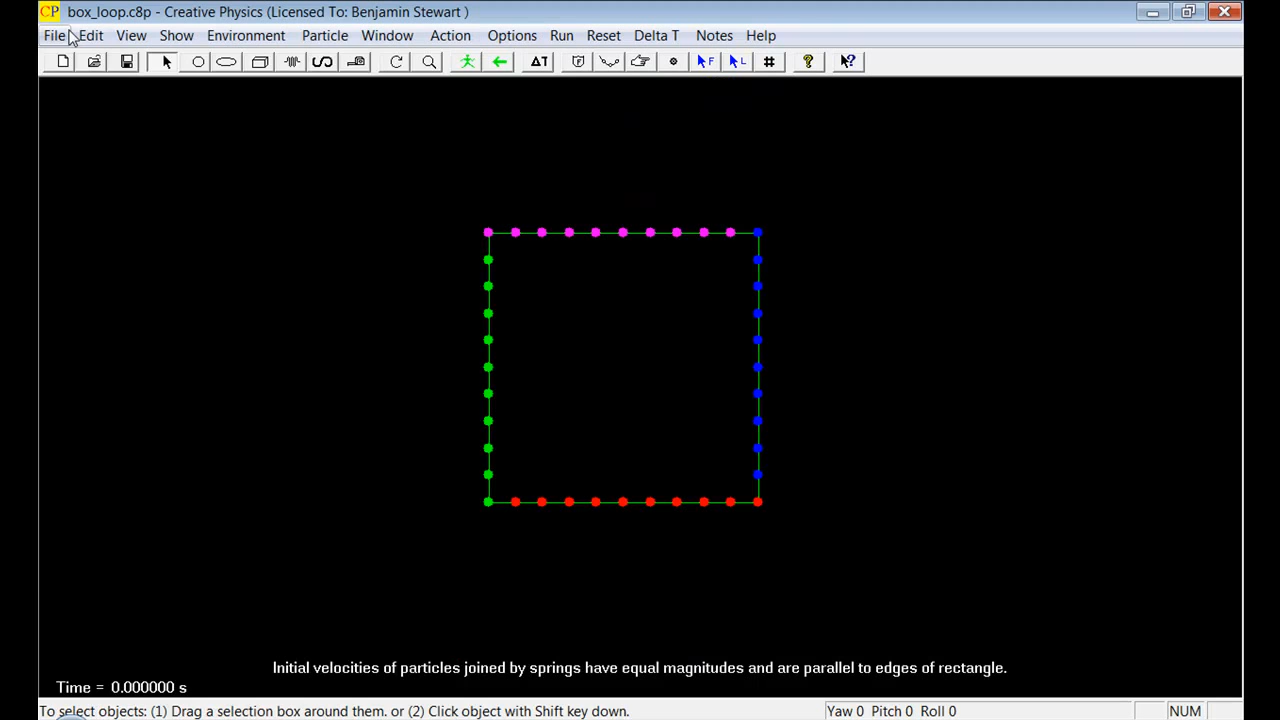 CP box_loop.c8p - Creative Physics (Licensed To: Benjamin Stewart )
File Edit View Show Environment Particle Window Action Options Run Reset Delta T Notes Help
ΔT F L # ? ?
Initial velocities of particles joined by springs have equal magnitudes and are parallel to edges of rectangle.
Time = 0.000000 s
To select objects: (1) Drag a selection box around them. or (2) Click object with Shift key down. Yaw 0 Pitch 0 Roll 0 NUM